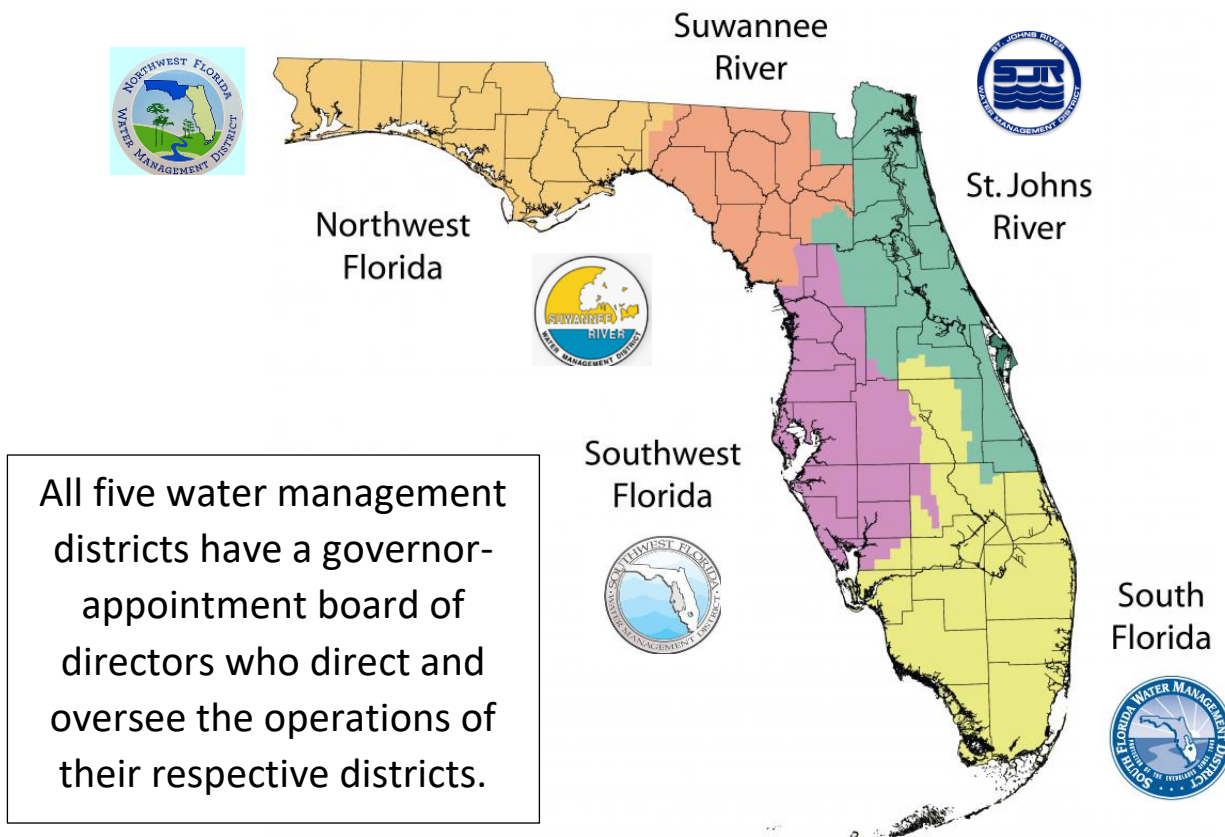 Suwannee
River
NORTHWEST FLORIDA
WATER MANAGEMENT DISTRICT
ST. JOHNS RIVER
SJR
WATER MANAGEMENT DISTRICT
St. Johns
River
Northwest
Florida
SUWANNEE
RIVER
WATER MANAGEMENT DISTRICT
Southwest
Florida
SOUTHWEST FLORIDA
WATER MANAGEMENT DISTRICT
All five water management
districts have a governor-
appointment board of
directors who direct and
oversee the operations of
their respective districts.
South
Florida
SOUTH FLORIDA WATER MANAGEMENT DISTRICT